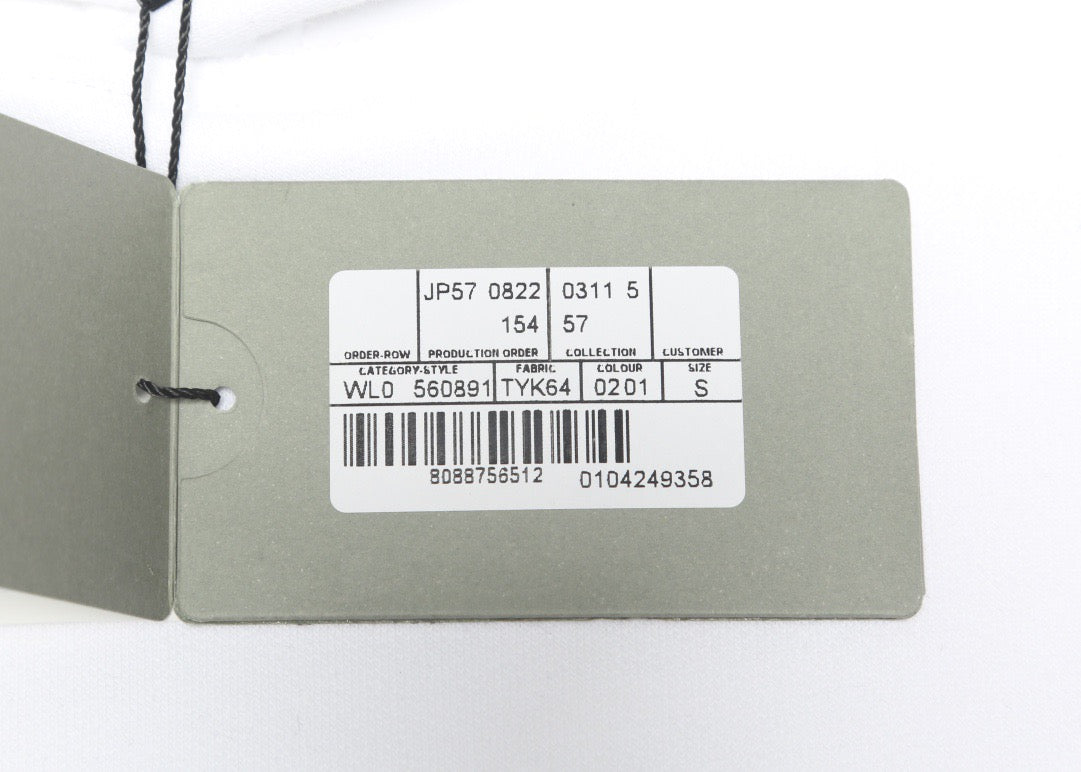 JP57 0822 0311 5
154 57
ORDER-ROW PRODUCTION ORDER COLLECTION CUSTOMER
CATEGORY-STYLE FABRIC COLOUR SIZE
WL0 560891 TYK64 0201 S
8088756512 0104249358